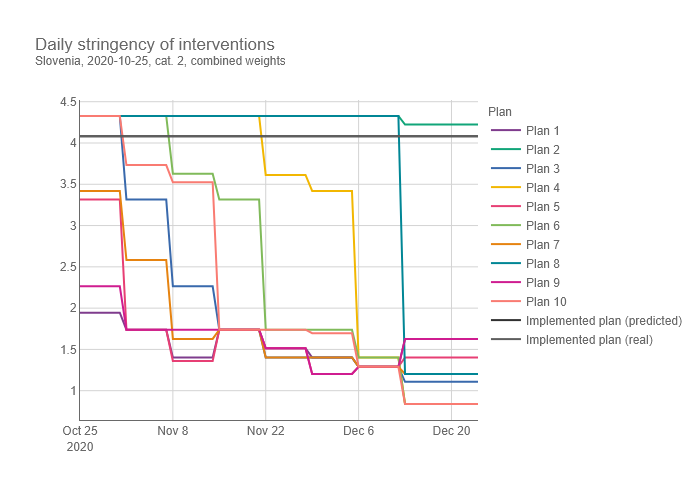 Daily stringency of interventions
Slovenia, 2020-10-25, cat. 2, combined weights
4.5
4
3.5
3
2.5
2
1.5
1
Oct 25
2020
Nov 8
Nov 22
Dec 6
Dec 20
Plan
Plan 1
Plan 2
Plan 3
Plan 4
Plan 5
Plan 6
Plan 7
Plan 8
Plan 9
Plan 10
Implemented plan (predicted)
Implemented plan (real)